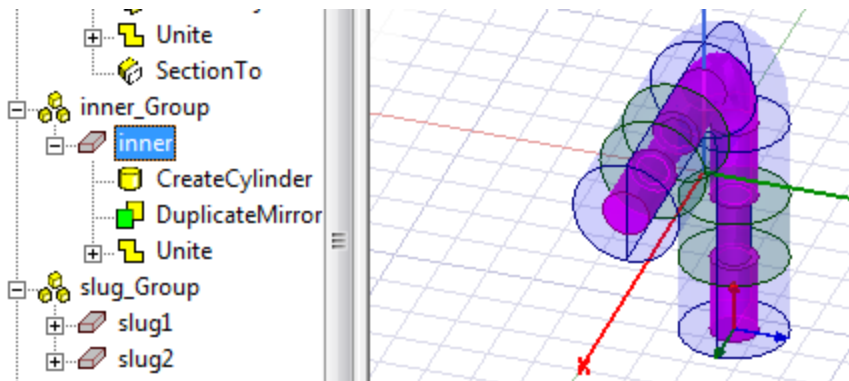 Unite
SectionTo
inner_Group
inner
CreateCylinder
DuplicateMirror
Unite
slug_Group
slug1
slug2
X